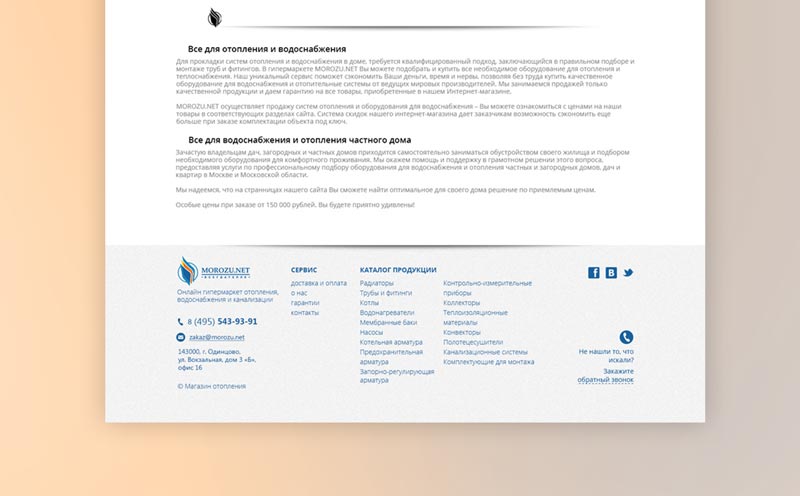 Все для отопления и водоснабжения
Для прокладки систем отопления и водоснабжения в доме, требуется квалифицированный подход, заключающийся в правильном подборе и
монтаже труб и фитингов. В гипермаркете MOROZU.NET Вы можете подобрать и купить все необходимое оборудование для отопления и
теплоснабжения. Наш уникальный сервис поможет сэкономить Ваши деньги, время и нервы, позволяя без труда купить качественное
оборудование для водоснабжения и отопительные системы от ведущих мировых производителей. Мы занимаемся продажей только
качественной продукции и даем гарантию на все товары, приобретенные в нашем Интернет-магазине.
MOROZU.NET осуществляет продажу систем отопления и оборудования для водоснабжения – Вы можете ознакомиться с ценами на наши
товары в соответствующих разделах сайта. Система скидок нашего интернет-магазина дает заказчикам возможность сэкономить еще
больше при заказе комплектации объекта под ключ.
Все для водоснабжения и отопления частного дома
Зачастую владельцам дач, загородных и частных домов приходится самостоятельно заниматься обустройством своего жилища и подбором
необходимого оборудования для комфортного проживания. Мы окажем помощь и поддержку в грамотном решении этого вопроса,
предоставляя услуги по профессиональному подбору оборудования для водоснабжения и отопления частных и загородных домов, дач и
квартир в Москве и Московской области.
Мы надеемся, что на страницах нашего сайта Вы сможете найти оптимальное для своего дома решение по приемлемым ценам.
Особые цены при заказе от 150 000 рублей. Вы будете приятно удивлены!
MOROZU.NET
Онлайн гипермаркет отопления,
водоснабжения и канализации
8 (495) 543-93-91
zakaz@morozu.net
143000, г. Одинцово,
ул. Вокзальная, дом 3 «Б»,
офис 16
© Магазин отопления
СЕРВИС
доставка и оплата
о нас
гарантии
контакты
КАТАЛОГ ПРОДУКЦИИ
Радиаторы
Трубы и фитинги
Котлы
Водонагреватели
Мембранные баки
Насосы
Котельная арматура
Предохранительная
арматура
Запорно-регулирующая
арматура
Контрольно-измерительные
приборы
Коллекторы
Теплоизоляционные
материалы
Конвекторы
Полотецесушители
Канализационные системы
Комплектующие для монтажа
Не нашли то, что
искали?
Закажите
обратный звонок